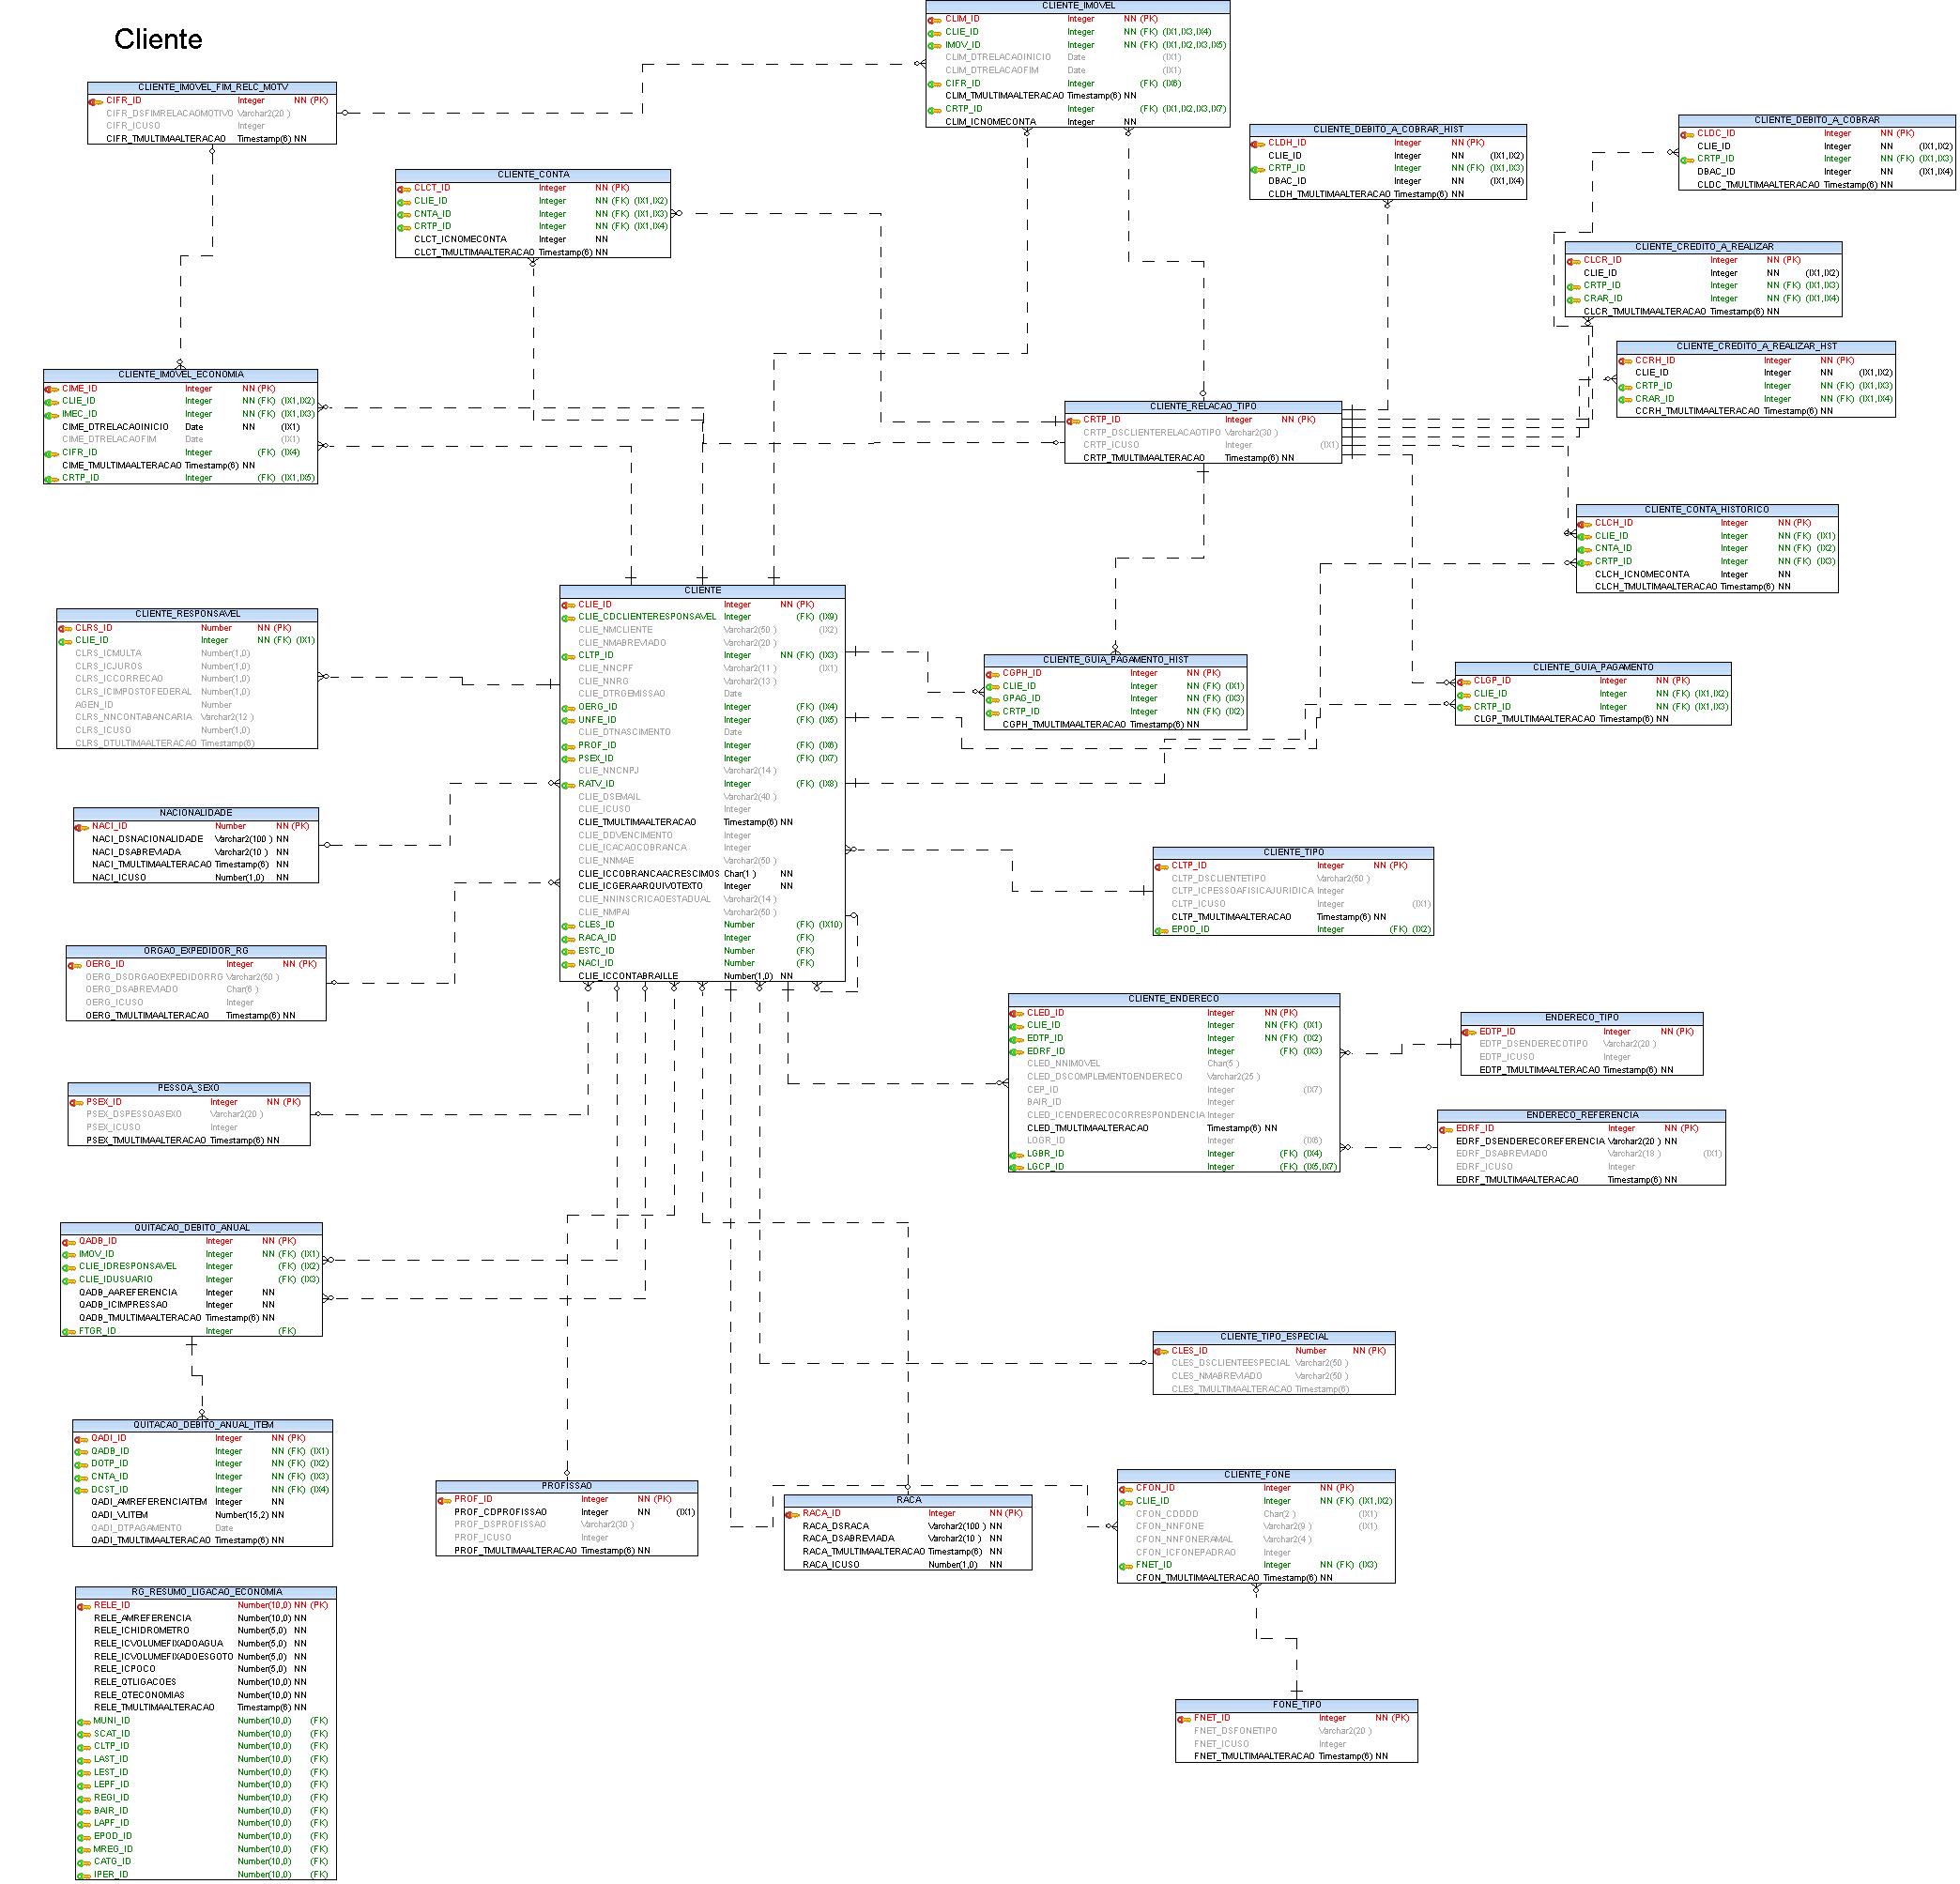 Cliente
CLIENTE_IMOVEL
CLIM_ID Integer NN (PK)
CLIE_ID Integer NN (FK) (IX1,IX3,IX4)
IMOV_ID Integer NN (FK) (IX1,IX2,IX3,IX5)
CLIM_DTRELACAOINICIO Date (IX1)
CLIM_DTRELACAOFIM Date (IX1)
CIFR_ID Integer (FK) (IX6)
CLIM_TMULTIMAALTERACAO Timestamp(6) NN
CRTP_ID Integer (FK) (IX1,IX2,IX3,IX7)
CLIM_ICNOMECONTA Integer NN
CLIENTE_IMOVEL_FIM_RELC_MOTV
CIFR_ID Integer NN (PK)
CIFR_DSFIMRELACAOMOTIVO Varchar2(20 )
CIFR_ICUSO Integer
CIFR_TMULTIMAALTERACAO Timestamp(6) NN
CLIENTE_DEBITO_A_COBRAR_HIST
CLDH_ID Integer NN (PK)
CLIE_ID Integer NN (IX1,IX2)
CRTP_ID Integer NN (FK) (IX1,IX3)
DBAC_ID Integer NN (IX1,IX4)
CLDH_TMULTIMAALTERACAO Timestamp(6) NN
CLIENTE_DEBITO_A_COBRAR
CLDC_ID Integer NN (PK)
CLIE_ID Integer NN (IX1,IX2)
CRTP_ID Integer NN (FK) (IX1,IX3)
DBAC_ID Integer NN (IX1,IX4)
CLDC_TMULTIMAALTERACAO Timestamp(6) NN
CLIENTE_CONTA
CLCT_ID Integer NN (PK)
CLIE_ID Integer NN (FK) (IX1,IX2)
CNTA_ID Integer NN (FK) (IX1,IX3)
CRTP_ID Integer NN (FK) (IX1,IX4)
CLCT_ICNOMECONTA Integer NN
CLCT_TMULTIMAALTERACAO Timestamp(6) NN
CLIENTE_CREDITO_A_REALIZAR
CLCR_ID Integer NN (PK)
CLIE_ID Integer NN (IX1,IX2)
CRTP_ID Integer NN (FK) (IX1,IX3)
CRAR_ID Integer NN (FK) (IX1,IX4)
CLCR_TMULTIMAALTERACAO Timestamp(6) NN
CLIENTE_CREDITO_A_REALIZAR_HST
CCRH_ID Integer NN (PK)
CLIE_ID Integer NN (IX1,IX2)
CRTP_ID Integer NN (FK) (IX1,IX3)
CRAR_ID Integer NN (FK) (IX1,IX4)
CCRH_TMULTIMAALTERACAO Timestamp(6) NN
CLIENTE_IMOVEL_ECONOMIA
CIME_ID Integer NN (PK)
CLIE_ID Integer NN (FK) (IX1,IX2)
IMEC_ID Integer NN (FK) (IX1,IX3)
CIME_DTRELACAOINICIO Date NN (IX1)
CIME_DTRELACAOFIM Date (IX1)
CIFR_ID Integer (FK) (IX4)
CIME_TMULTIMAALTERACAO Timestamp(6) NN
CRTP_ID Integer (FK) (IX1,IX5)
CLIENTE_RELACAO_TIPO
CRTP_ID Integer NN (PK)
CRTP_DSCLIENTERELACAOTIPO Varchar2(30 )
CRTP_ICUSO Integer (IX1)
CRTP_TMULTIMAALTERACAO Timestamp(6) NN
CLIENTE_CONTA_HISTORICO
CLCH_ID Integer NN (PK)
CLIE_ID Integer NN (FK) (IX1)
CNTA_ID Integer NN (FK) (IX2)
CRTP_ID Integer NN (FK) (IX3)
CLCH_ICNOMECONTA Integer NN
CLCH_TMULTIMAALTERACAO Timestamp(6) NN
CLIENTE
CLIE_ID Integer NN (PK)
CLIE_CDCLIENTERESPONSAVEL Integer (FK) (IX9)
CLIE_NMCLIENTE Varchar2(50 ) (IX2)
CLIE_NMABREVIADO Varchar2(20 )
CLTP_ID Integer NN (FK) (IX3)
CLIE_NNCPF Varchar2(11 ) (IX1)
CLIE_NNRG Varchar2(13 )
CLIE_DTRGEMISSAO Date
OERG_ID Integer (FK) (IX4)
UNFE_ID Integer (FK) (IX5)
CLIE_DTNASCIMENTO Date
PROF_ID Integer (FK) (IX6)
PSEX_ID Integer (FK) (IX7)
CLIE_NNCNPJ Varchar2(14 )
RATV_ID Integer (FK) (IX8)
CLIE_DSEMAIL Varchar2(40 )
CLIE_ICUSO Integer
CLIE_TMULTIMAALTERACAO Timestamp(6) NN
CLIE_DDVENCIMENTO Integer
CLIE_ICACAOCOBRANCA Integer
CLIE_NNMAE Varchar2(50 )
CLIE_ICCOBRANCAACRESCIMOS Char(1 ) NN
CLIE_ICGERAARQUIVOTEXTO Integer NN
CLIE_NNINSCRICAOESTADUAL Varchar2(14 )
CLIE_NMPAI Varchar2(50 )
CLES_ID Number (FK) (IX10)
RACA_ID Integer (FK)
ESTC_ID Number (FK)
NACI_ID Number (FK)
CLIE_ICCONTABRAILLE Number(1,0) NN
CLIENTE_RESPONSAVEL
CLRS_ID Number NN (PK)
CLIE_ID Integer NN (FK) (IX1)
CLRS_ICMULTA Number(1,0)
CLRS_ICJUROS Number(1,0)
CLRS_ICCORRECAO Number(1,0)
CLRS_ICIMPOSTOFEDERAL Number(1,0)
AGEN_ID Number
CLRS_NNCONTABANCARIA Varchar2(12 )
CLRS_ICUSO Number(1,0)
CLRS_DTULTIMAALTERACAO Timestamp(6)
CLIENTE_GUIA_PAGAMENTO_HIST
CGPH_ID Integer NN (PK)
CLIE_ID Integer NN (FK) (IX1)
GPAG_ID Integer NN (FK) (IX3)
CRTP_ID Integer NN (FK) (IX2)
CGPH_TMULTIMAALTERACAO Timestamp(6) NN
CLIENTE_GUIA_PAGAMENTO
CLGP_ID Integer NN (PK)
CLIE_ID Integer NN (FK) (IX1,IX2)
CRTP_ID Integer NN (FK) (IX1,IX3)
CLGP_TMULTIMAALTERACAO Timestamp(6) NN
NACIONALIDADE
NACI_ID Number NN (PK)
NACI_DSNACIONALIDADE Varchar2(100 ) NN
NACI_DSABREVIADA Varchar2(10 ) NN
NACI_TMULTIMAALTERACAO Timestamp(6) NN
NACI_ICUSO Number(1,0) NN
CLIENTE_TIPO
CLTP_ID Integer NN (PK)
CLTP_DSCLIENTETIPO Varchar2(50 )
CLTP_ICPESSOAFISICAJURIDICA Integer
CLTP_ICUSO Integer (IX1)
CLTP_TMULTIMAALTERACAO Timestamp(6) NN
EPOD_ID Integer (FK) (IX2)
ORGAO_EXPEDIDOR_RG
OERG_ID Integer NN (PK)
OERG_DSORGAOEXPEDIDORRG Varchar2(50 )
OERG_DSABREVIADO Char(6 )
OERG_ICUSO Integer
OERG_TMULTIMAALTERACAO Timestamp(6) NN
CLIENTE_ENDERECO
CLED_ID Integer NN (PK)
CLIE_ID Integer NN (FK) (IX1)
EDTP_ID Integer NN (FK) (IX2)
EDRF_ID Integer (FK) (IX3)
CLED_NNIMOVEL Char(5 )
CLED_DSCOMPLEMENTOENDERECO Varchar2(25 )
CEP_ID Integer (IX7)
BAIR_ID Integer
CLED_ICENDERECOCORRESPONDENCIA Integer
CLED_TMULTIMAALTERACAO Timestamp(6) NN
LOGR_ID Integer (IX6)
LGBR_ID Integer (FK) (IX4)
LGCP_ID Integer (FK) (IX5,IX7)
ENDERECO_TIPO
EDTP_ID Integer NN (PK)
EDTP_DSENDERECOTIPO Varchar2(20 )
EDTP_ICUSO Integer
EDTP_TMULTIMAALTERACAO Timestamp(6) NN
PESSOA_SEXO
PSEX_ID Integer NN (PK)
PSEX_DSPESSOASEXO Varchar2(20 )
PSEX_ICUSO Integer
PSEX_TMULTIMAALTERACAO Timestamp(6) NN
ENDERECO_REFERENCIA
EDRF_ID Integer NN (PK)
EDRF_DSENDERECOREFERENCIA Varchar2(20 ) NN
EDRF_DSABREVIADO Varchar2(18 ) (IX1)
EDRF_ICUSO Integer
EDRF_TMULTIMAALTERACAO Timestamp(6) NN
QUITACAO_DEBITO_ANUAL
QADB_ID Integer NN (PK)
IMOV_ID Integer NN (FK) (IX1)
CLIE_IDRESPONSAVEL Integer (FK) (IX2)
CLIE_IDUSUARIO Integer (FK) (IX3)
QADB_AAREFERENCIA Integer NN
QADB_ICIMPRESSAO Integer NN
QADB_TMULTIMAALTERACAO Timestamp(6) NN
FTGR_ID Integer (FK)
CLIENTE_TIPO_ESPECIAL
CLES_ID Number NN (PK)
CLES_DSCLIENTEESPECIAL Varchar2(50 )
CLES_NMABREVIADO Varchar2(50 )
CLES_TMULTIMAALTERACAO Timestamp(6)
QUITACAO_DEBITO_ANUAL_ITEM
QADI_ID Integer NN (PK)
QADB_ID Integer NN (FK) (IX1)
DOTP_ID Integer NN (FK) (IX2)
CNTA_ID Integer NN (FK) (IX3)
DCST_ID Integer NN (FK) (IX4)
QADI_AMREFERENCIAITEM Integer NN
QADI_VLITEM Number(15,2) NN
QADI_DTPAGAMENTO Date
QADI_TMULTIMAALTERACAO Timestamp(6) NN
PROFISSAO
PROF_ID Integer NN (PK)
PROF_CDPROFISSAO Integer NN (IX1)
PROF_DSPROFISSAO Varchar2(30 )
PROF_ICUSO Integer
PROF_TMULTIMAALTERACAO Timestamp(6) NN
RACA
RACA_ID Integer NN (PK)
RACA_DSRACA Varchar2(100 ) NN
RACA_DSABREVIADA Varchar2(10 ) NN
RACA_TMULTIMAALTERACAO Timestamp(6) NN
RACA_ICUSO Number(1,0) NN
CLIENTE_FONE
CFON_ID Integer NN (PK)
CLIE_ID Integer NN (FK) (IX1,IX2)
CFON_CDDDD Char(2 ) (IX1)
CFON_NNFONE Varchar2(9 ) (IX1)
CFON_NNFONERAMAL Varchar2(4 )
CFON_ICFONEPADRAO Integer
FNET_ID Integer NN (FK) (IX3)
CFON_TMULTIMAALTERACAO Timestamp(6) NN
RG_RESUMO_LIGACAO_ECONOMIA
RELE_ID Number(10,0) NN (PK)
RELE_AMREFERENCIA Number(10,0) NN
RELE_ICHIDROMETRO Number(5,0) NN
RELE_ICVOLUMEFIXADOAGUA Number(5,0) NN
RELE_ICVOLUMEFIXADOESGOTO Number(5,0) NN
RELE_ICPOCO Number(5,0) NN
RELE_QTLIGACOES Number(10,0) NN
RELE_QTECONOMIAS Number(10,0) NN
RELE_TMULTIMAALTERACAO Timestamp(6) NN
MUNI_ID Number(10,0) (FK)
SCAT_ID Number(10,0) (FK)
CLTP_ID Number(10,0) (FK)
LAST_ID Number(10,0) (FK)
LEST_ID Number(10,0) (FK)
LEPF_ID Number(10,0) (FK)
REGI_ID Number(10,0) (FK)
BAIR_ID Number(10,0) (FK)
LAPF_ID Number(10,0) (FK)
EPOD_ID Number(10,0) (FK)
MREG_ID Number(10,0) (FK)
CATG_ID Number(10,0) (FK)
IPER_ID Number(10,0) (FK)
FONE_TIPO
FNET_ID Integer NN (PK)
FNET_DSFONETIPO Varchar2(20 )
FNET_ICUSO Integer
FNET_TMULTIMAALTERACAO Timestamp(6) NN